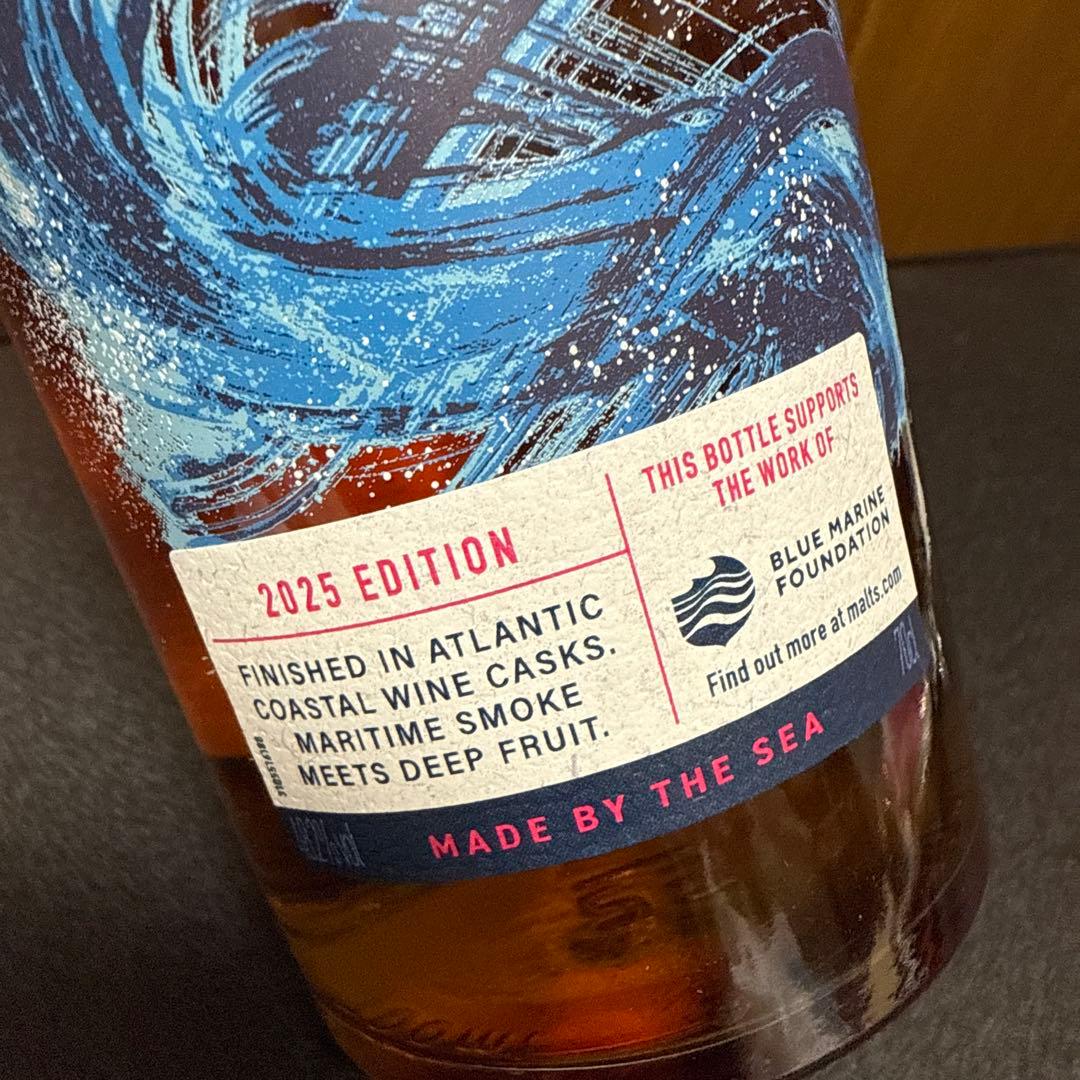 2025 EDITION
FINISHED IN ATLANTIC
COASTAL WINE CASKS.
MARITIME SMOKE
MEETS DEEP FRUIT.
THIS BOTTLE SUPPORTS
THE WORK OF
BLUE MARINE
FOUNDATION
Find out more at malts.com
70cl
MADE BY THE SEA